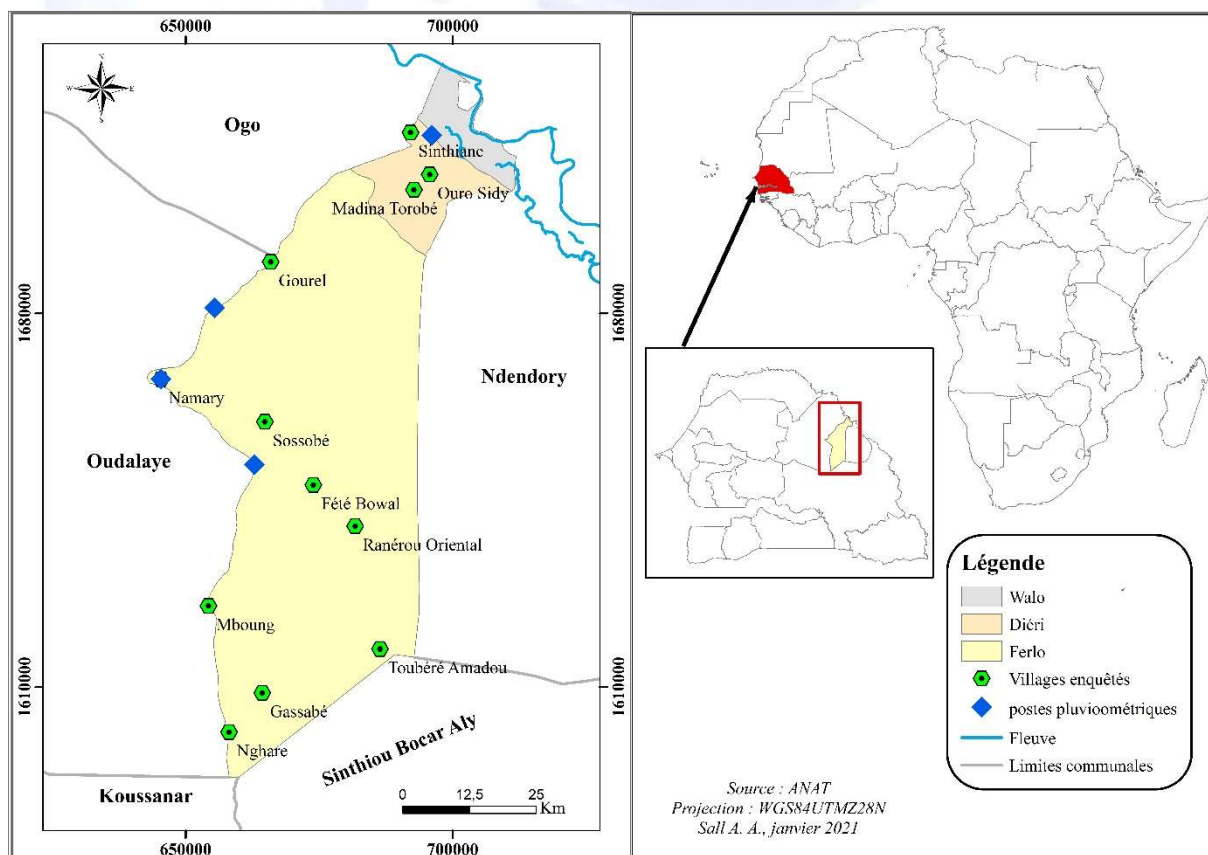 650000
700000
N
W
E
S
Ogo
Sinthianc
Ouro Sidy
Madina Torobé
Gourel
1680000
1680000
Ndendory
Namary
Sossobé
Oudalaye
Fété Bowal
Ranérou Oriental
Mboung
Toubéré Amadou
1610000
1610000
Gassabé
Nghare
Sinthiou Bocar Aly
Koussanar
0
12,5
25
Km
650000
700000
Légende
Walo
Diéri
Ferlo
Villages enquêtés
postes pluvioométriques
Fleuve
Limites communales
Source : ANAT
Projection : WGS84UTMZ28N
Sall A. A., janvier 2021